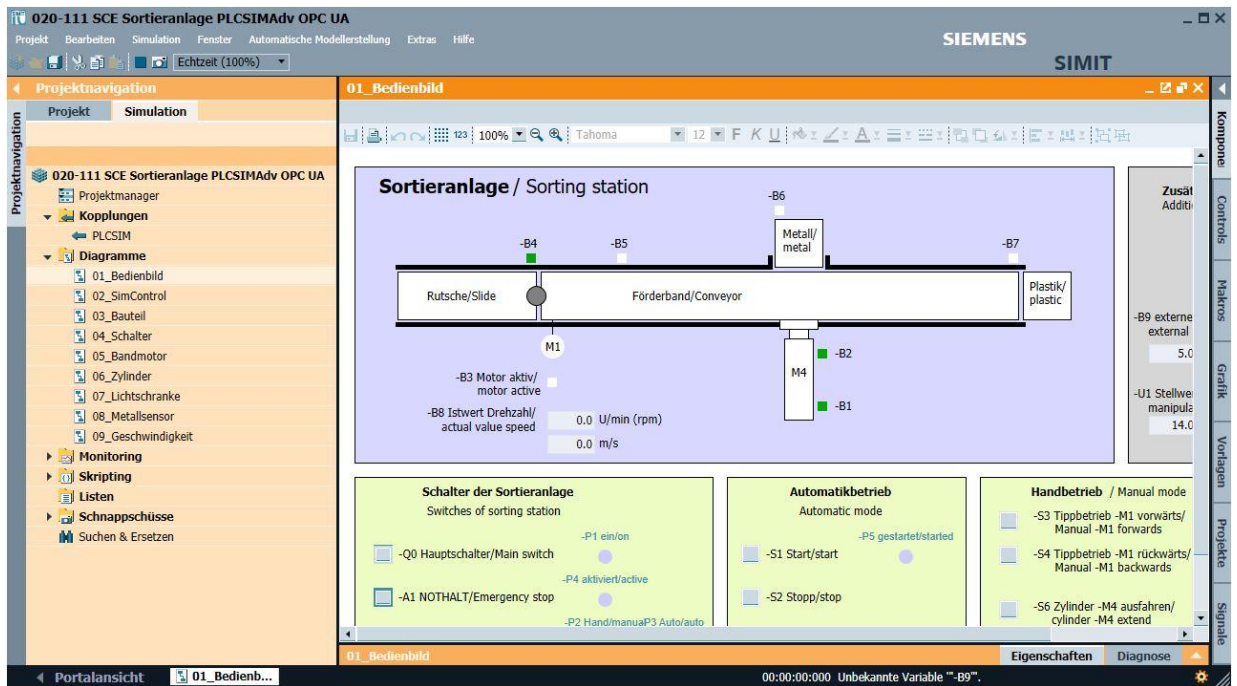 020-111 SCE Sortieranlage PLCSIMAdv OPC UA
Projekt Bearbeiten Simulation Fenster Automatische Modellerstellung Extras Hilfe
SIEMENS
SIMIT
Echtzeit (100%)
Projektnavigation
01_Bedienbild
Projekt Simulation
Projektnavigation
123 100% Tahoma 12 F K U A
020-111 SCE Sortieranlage PLCSIMAdv OPC UA
Projektmanager
Kopplungen
PLCSIM
Diagramme
01_Bedienbild
02_SimControl
03_Bauteil
04_Schalter
05_Bandmotor
06_Zylinder
07_Lichtschranke
08_Metallsensor
09_Geschwindigkeit
Monitoring
Skripting
Listen
Schnappschüsse
Suchen & Ersetzen
Sortieranlage / Sorting station
-B6
Metall/
metal
-B4 -B5 -B7
Rutsche/Slide Förderband/Conveyor
Plastik/
plastic
M1
-B2
M4
-B1
-B3 Motor aktiv/
motor active
-B8 Istwert Drehzahl/
actual value speed
0.0 U/min (rpm)
0.0 m/s
Zusät
Additi
-B9 externe
external
5.0
-U1 Stellwe
manipula
14.0
Schalter der Sortieranlage
Switches of sorting station
-P1 ein/on
-Q0 Hauptschalter/Main switch
-P4 aktiviert/active
-A1 NOTHALT/Emergency stop
-P2 Hand/manual
-P3 Auto/auto
Automatikbetrieb
Automatic mode
-P5 gestartet/started
-S1 Start/start
-S2 Stopp/stop
Handbetrieb / Manual mode
-S3 Tippbetrieb -M1 vorwärts/
Manual -M1 forwards
-S4 Tippbetrieb -M1 rückwärts/
Manual -M1 backwards
-S6 Zylinder -M4 ausfahren/
cylinder -M4 extend
Kompone
Controls
Makros
Grafik
Vorlagen
Projekte
Signale
01_Bedienbild
Eigenschaften Diagnose
Portalansicht 01_Bedienb...
00:00:00:000 Unbekannte Variable ""-B9"".